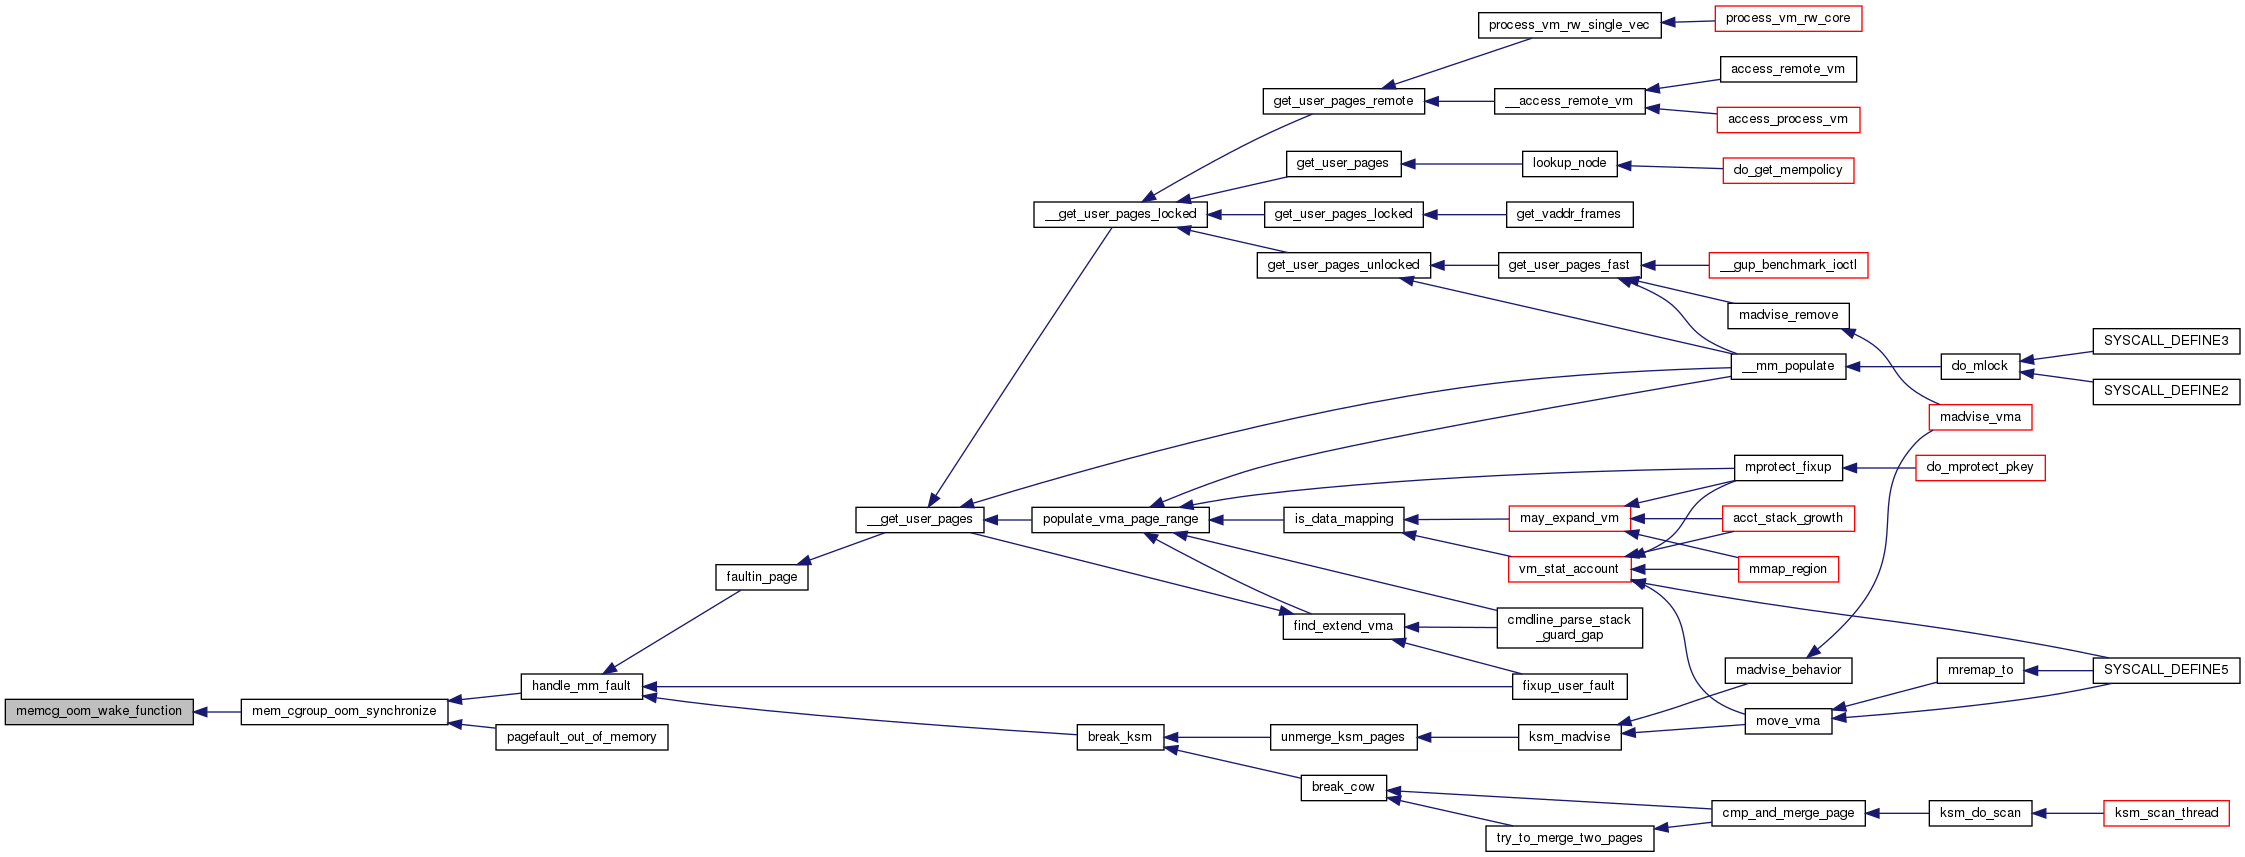 process_vm_rw_single_vec
process_vm_rw_core
access_remote_vm
get_user_pages_remote
__access_remote_vm
access_process_vm
get_user_pages
lookup_node
do_get_mempolicy
__get_user_pages_locked
get_user_pages_locked
get_vaddr_frames
get_user_pages_unlocked
get_user_pages_fast
__gup_benchmark_ioctl
madvise_remove
SYSCALL_DEFINE3
__mm_populate
do_mlock
SYSCALL_DEFINE2
madvise_vma
mprotect_fixup
do_mprotect_pkey
__get_user_pages
populate_vma_page_range
is_data_mapping
may_expand_vm
acct_stack_growth
faultin_page
vm_stat_account
mmap_region
find_extend_vma
cmdline_parse_stack
_guard_gap
handle_mm_fault
fixup_user_fault
madvise_behavior
mremap_to
SYSCALL_DEFINE5
memcg_oom_wake_function
mem_cgroup_oom_synchronize
pagefault_out_of_memory
break_ksm
unmerge_ksm_pages
ksm_madvise
move_vma
break_cow
cmp_and_merge_page
ksm_do_scan
ksm_scan_thread
try_to_merge_two_pages